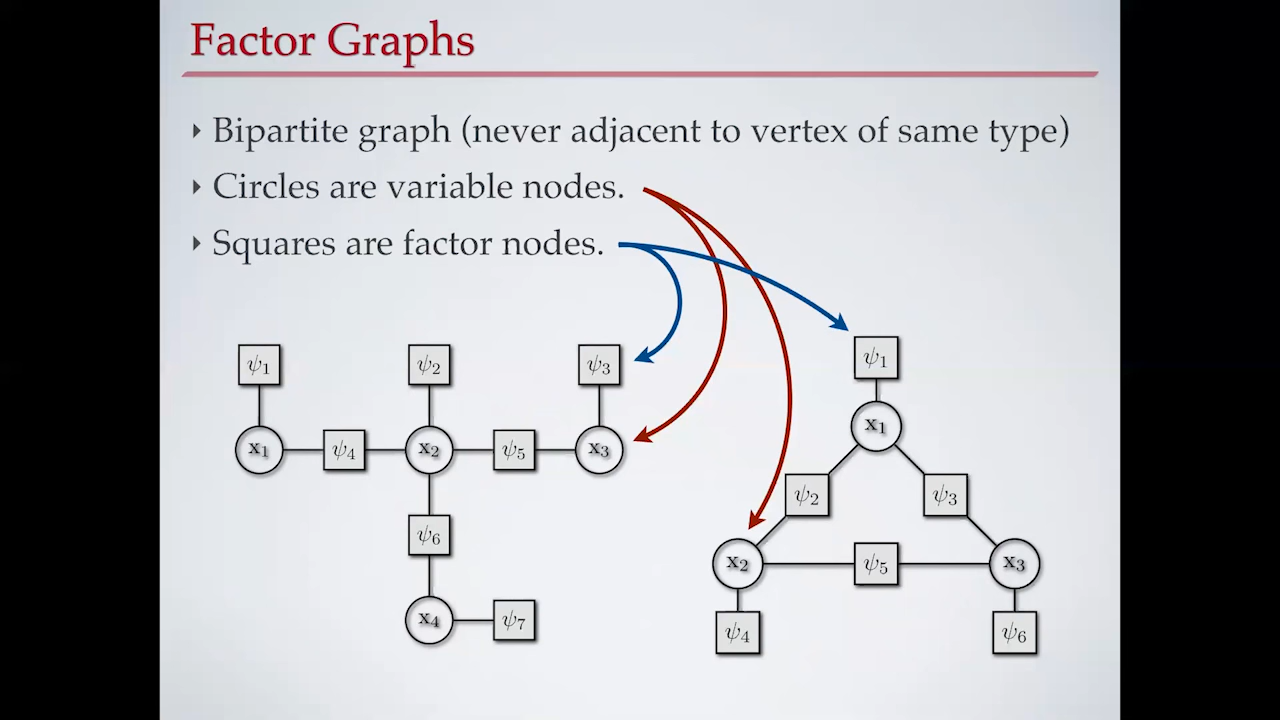 Factor Graphs
‣ Bipartite graph (never adjacent to vertex of same type)
‣ Circles are variable nodes.
‣ Squares are factor nodes.
ψ1 ψ2 ψ3
x1 ψ4 x2 ψ5 x3
ψ6
x4 ψ7
ψ1
x1
ψ2 ψ3
x2 ψ5 x3
ψ4 ψ6